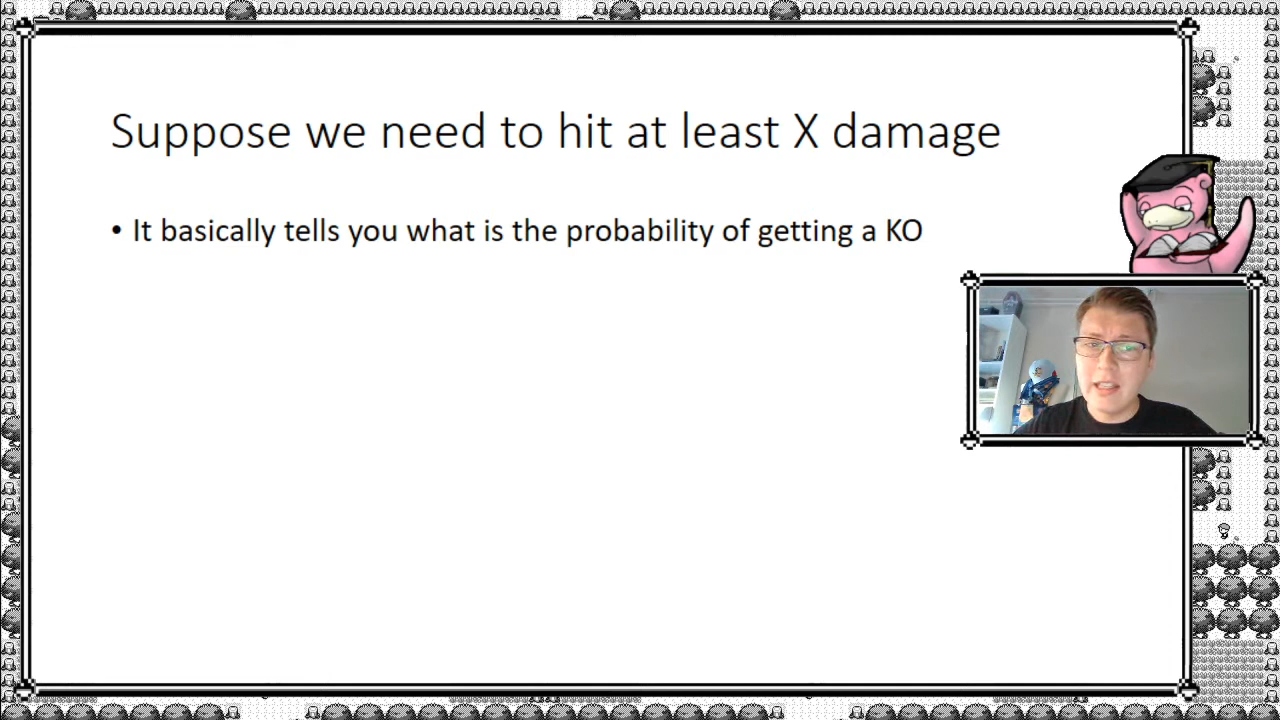 Suppose we need to hit at least X damage
• It basically tells you what is the probability of getting a KO